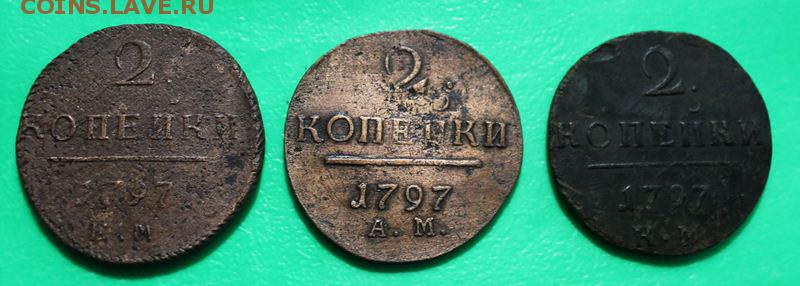 COINS.LAVE.RU
2
КОПЕЙКИ
1797
Е.М
2
КОПЕЙКИ
1797
А.М.
2
КОПЕЙКИ
1797
К.М